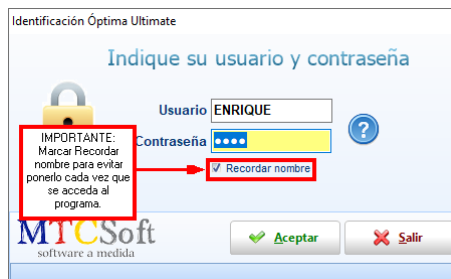 Identificación Óptima Ultimate
Indique su usuario y contraseña
Usuario ENRIQUE
Contraseña ●●●●
Recordar nombre
IMPORTANTE:
Marcar Recordar
nombre para evitar
ponerlo cada vez que
se acceda al
programa.
MTCSoft
software a medida
Aceptar
Salir